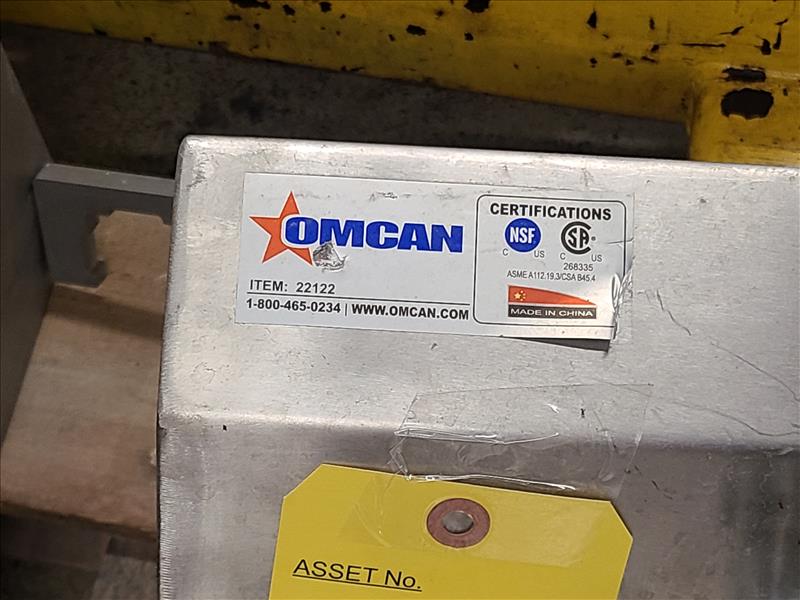 OMCAN
ITEM: 22122
1-800-465-0234 | WWW.OMCAN.COM
CERTIFICATIONS
NSF
C US
SA ®
C US
268335
ASME A112.19.3/CSA B45.4
MADE IN CHINA
ASSET No.